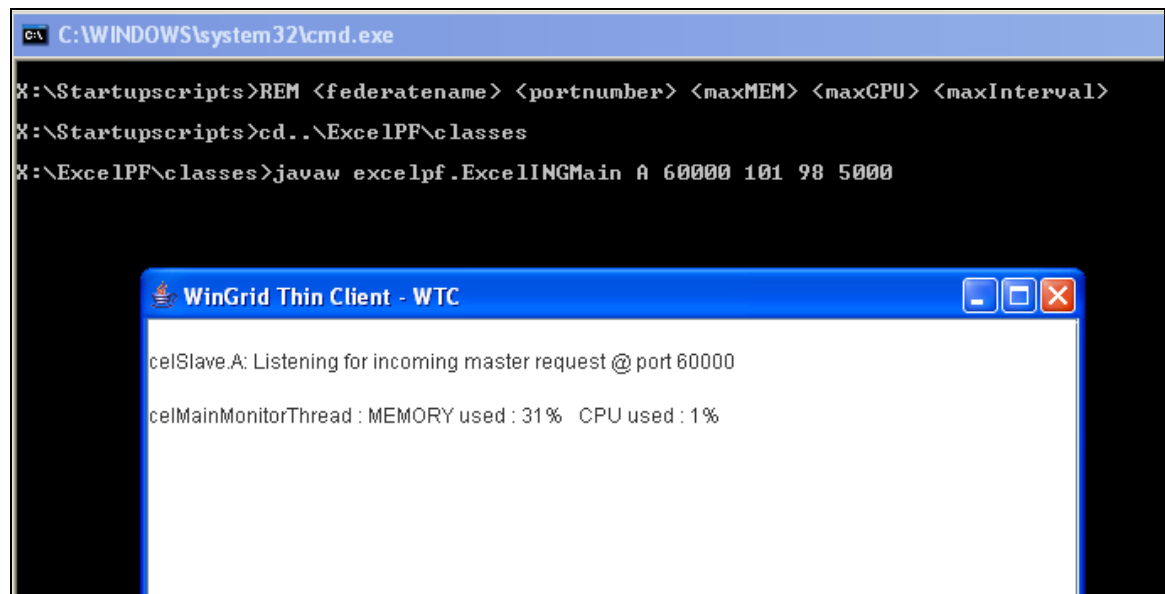 C:\WINDOWS\system32\cmd.exe
X:\Startupscripts>REM <federatename> <portnumber> <maxMEM> <maxCPU> <maxInterval>
X:\Startupscripts>cd..\ExcelPF\classes
X:\ExcelPF\classes>javaw excelpf.ExcelINGMain A 60000 101 98 5000
WinGrid Thin Client - WTC
celSlave.A: Listening for incoming master request @ port 60000
celMainMonitorThread : MEMORY used : 31% CPU used : 1%